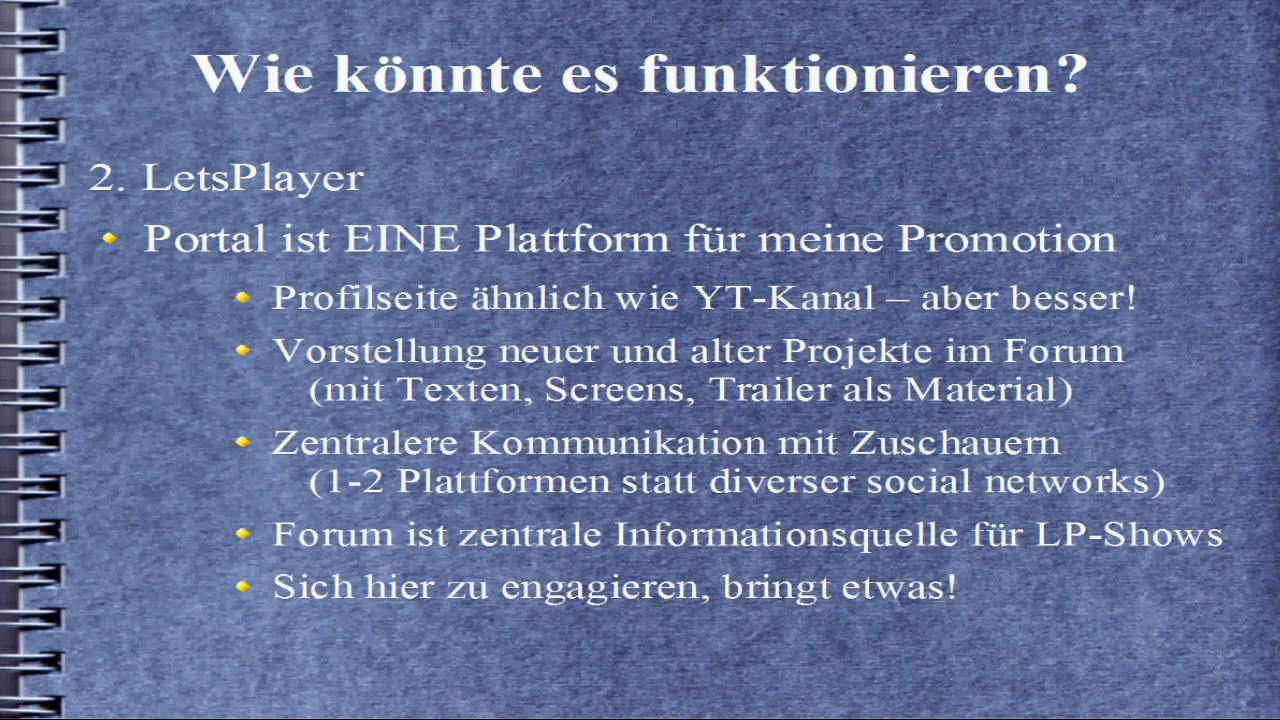 Wie könnte es funktionieren?
2. LetsPlayer
Portal ist EINE Plattform für meine Promotion
Profilseite ähnlich wie YT-Kanal – aber besser!
Vorstellung neuer und alter Projekte im Forum
(mit Texten, Screens, Trailer als Material)
Zentralere Kommunikation mit Zuschauern
(1-2 Plattformen statt diverser social networks)
Forum ist zentrale Informationsquelle für LP-Shows
Sich hier zu engagieren, bringt etwas!